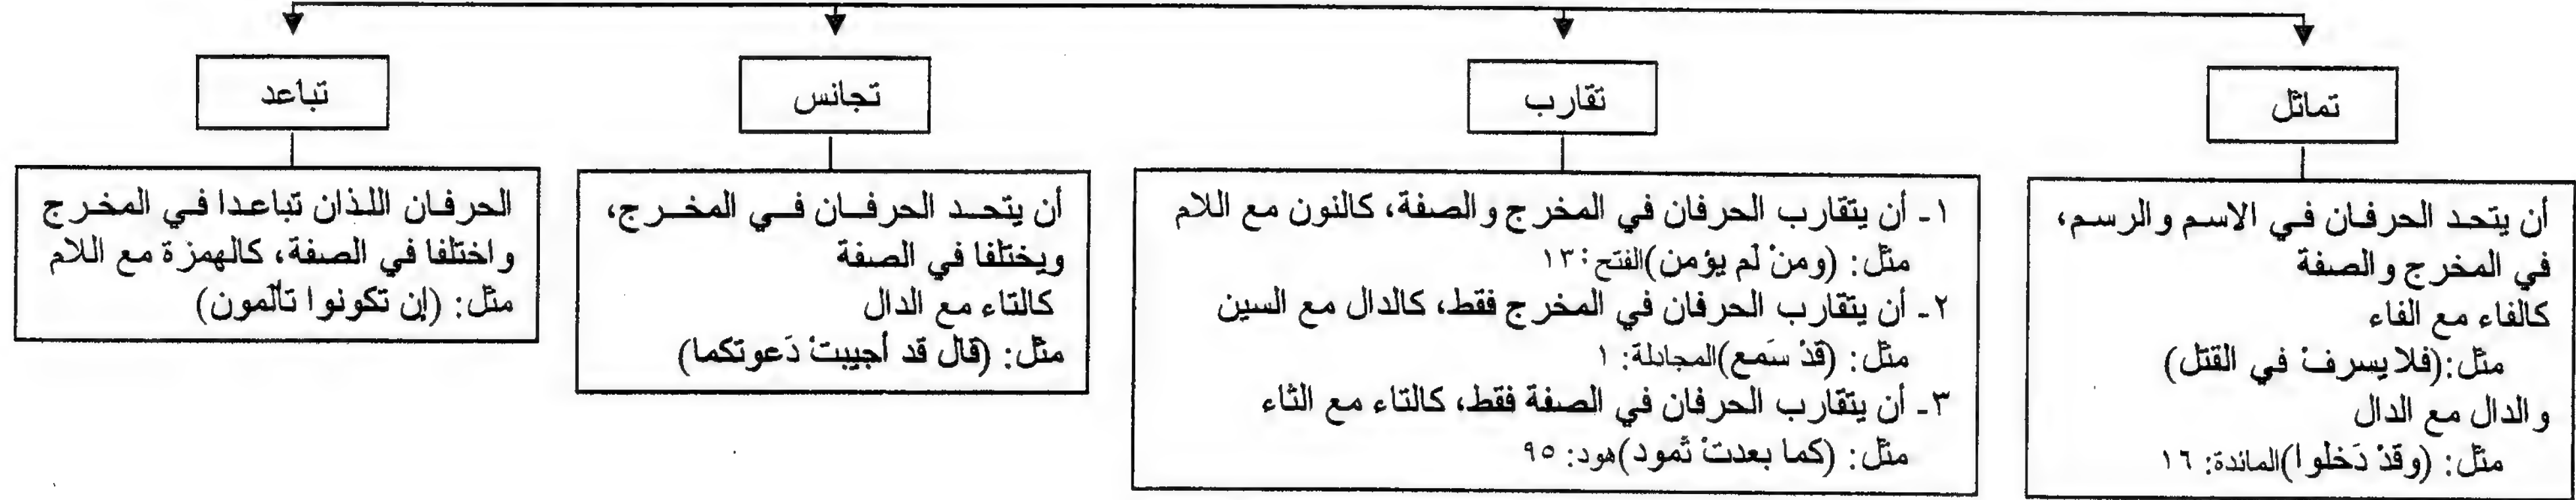 تماثل
أن يتحد الحرفان في الاسم والرسم،
في المخرج والصفة
كالفاء مع الفاء
مثل:(فلا يسرفْ في القتل)
والدال مع الدال
مثل: (وقدْ دَخلوا)المائدة: ١٦
تقارب
١ـ أن يتقارب الحرفان في المخرج والصفة، كالنون مع اللام
مثل: (ومنْ لم يؤمن)الفتح: ١٣
٢ـ أن يتقارب الحرفان في المخرج فقط، كالدال مع السين
مثل: (قدْ سَمع)المجادلة: ١
٣ـ أن يتقارب الحرفان في الصفة فقط، كالتاء مع الثاء
مثل: (كما بعدتْ ثمود)هود: ٩٥
تجانس
أن يتحد الحرفان في المخرج،
ويختلفا في الصفة
كالتاء مع الدال
مثل: (قال قد أجيبتْ دَعوتكما)
تباعد
الحرفان اللذان تباعدا في المخرج
واختلفا في الصفة، كالهمزة مع اللام
مثل: (إن تكونوا تألمون)